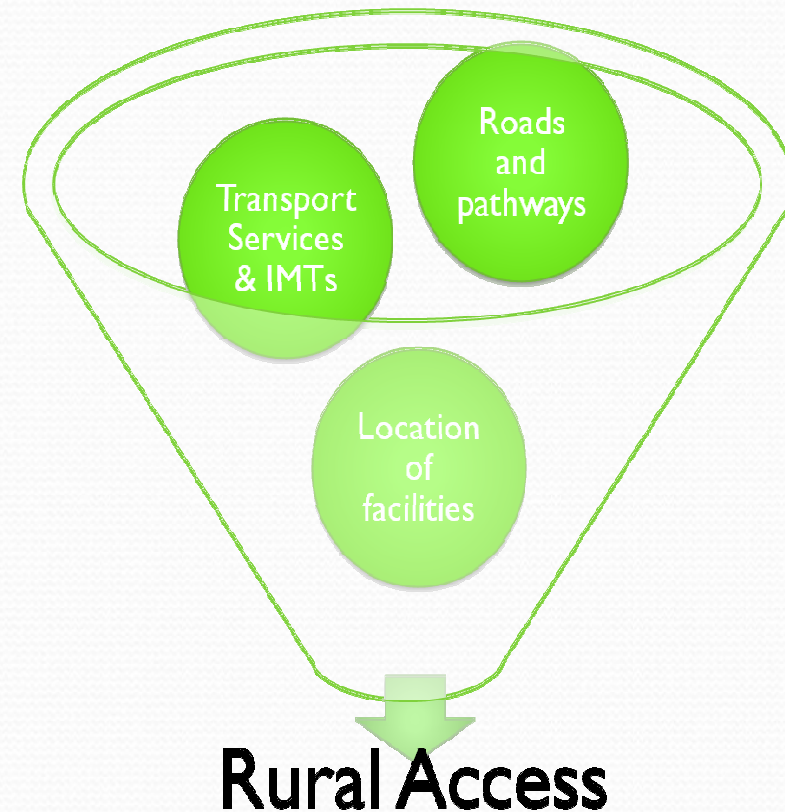 Roads
and
pathways
Transport
Services
& IMTs
Location
of
facilities
Rural Access